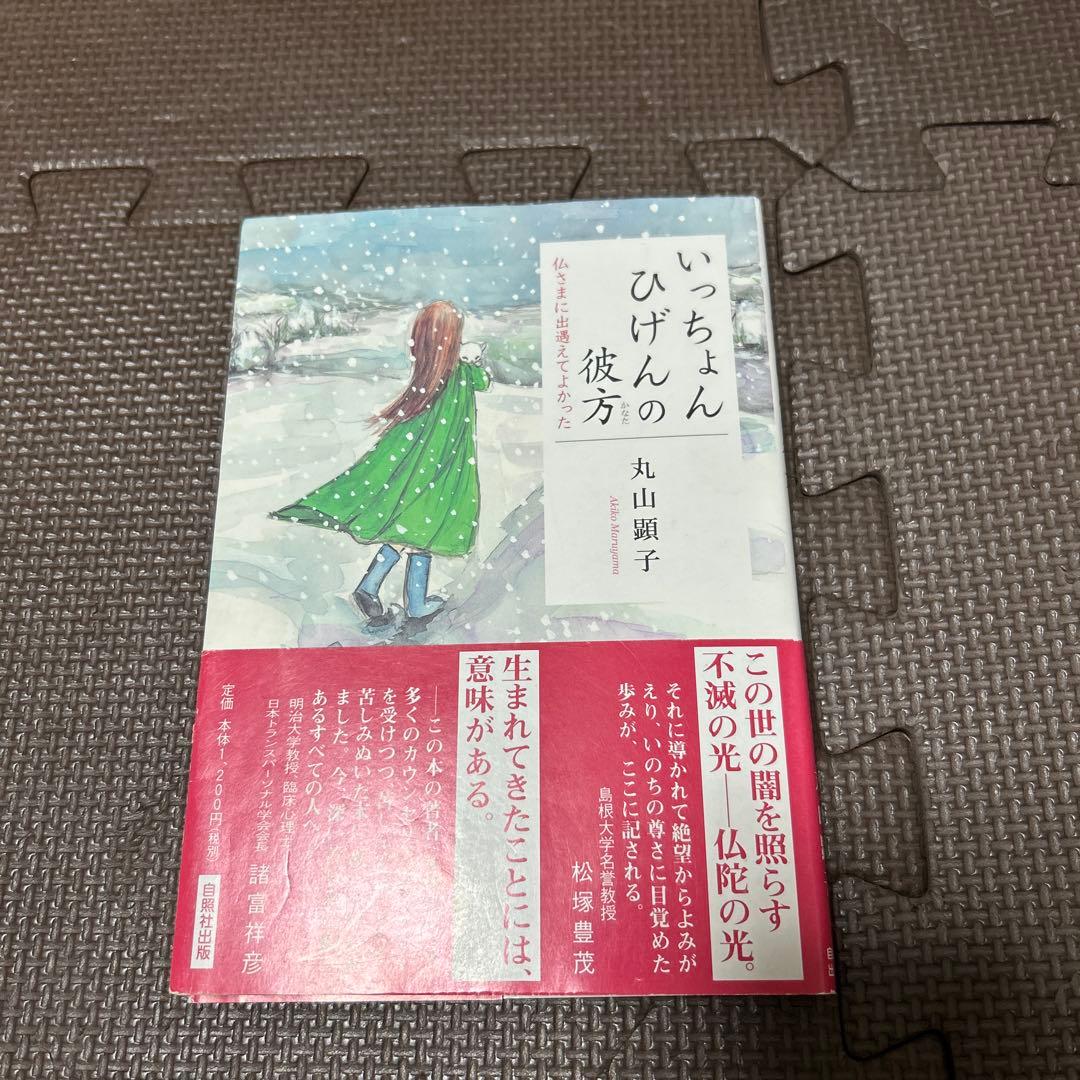 いっちょん
ひげんの
彼方
かなた
仏さまに出遇えてよかった
丸山顕子
Akiko Maruyama
この世の闇を照らす
不滅の光――仏陀の光。
それに導かれて絶望からよみが
えり、いのちの尊さに目覚めた
歩みが、ここに記される。
島根大学名誉教授
松塚豊茂
生まれてきたことには、
意味がある。
――この本の著者
多くのカウンセラ
を受けつつ
苦しみぬいた
ました。今、深
あるすべての人へ
明治大学教授・臨床心理士
日本トランスパーソナル学会会長
諸富祥彦
定価 本体1,200円(税別)
自照社出版